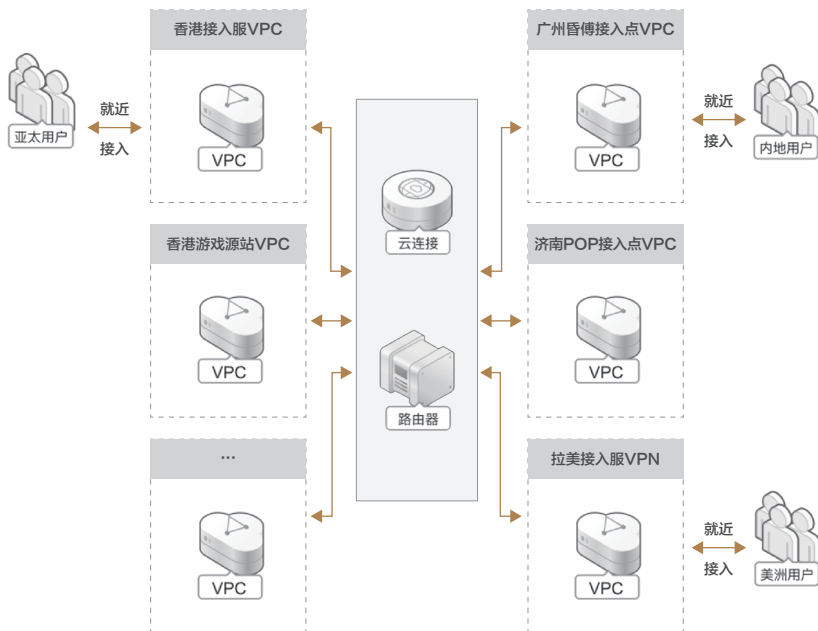 香港接入服VPC
广州昏傅接入点VPC
亚太用户
就近
接入
VPC
VPC
就近
接入
内地用户
云连接
香港游戏源站VPC
济南POP接入点VPC
VPC
VPC
路由器
...
拉美接入服VPN
VPC
VPC
就近
接入
美洲用户